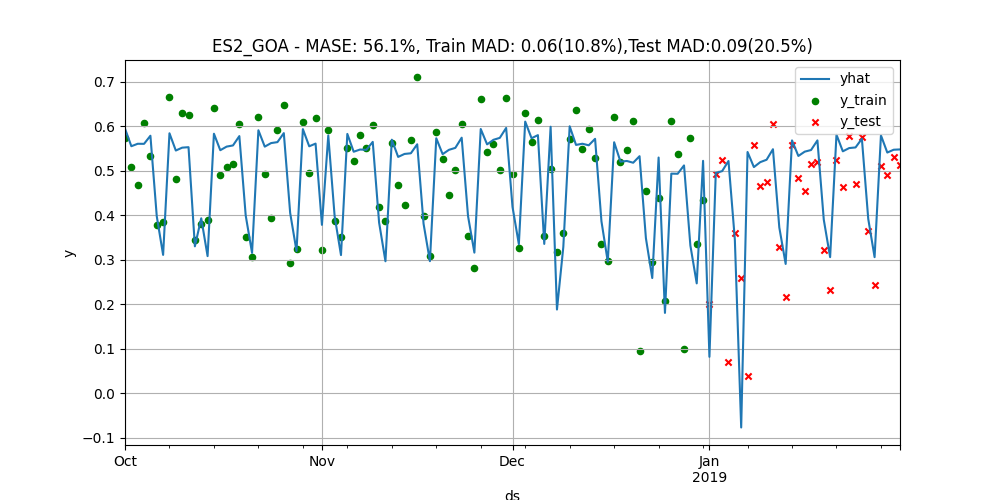 ES2_GOA - MASE: 56.1%, Train MAD: 0.06(10.8%),Test MAD:0.09(20.5%)
yhat
y_train
y_test
0.7
0.6
0.5
0.4
0.3
0.2
0.1
0.0
−0.1
y
Oct
Nov
Dec
Jan
2019
ds